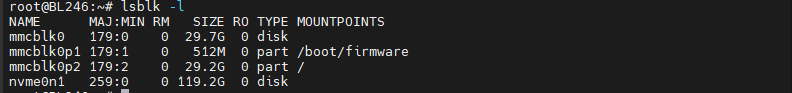 root@BL246:~# lsblk -l
NAME MAJ:MIN RM SIZE RO TYPE MOUNTPOINTS
mmcblk0 179:0 0 29.7G 0 disk
mmcblk0p1 179:1 0 512M 0 part /boot/firmware
mmcblk0p2 179:2 0 29.2G 0 part /
nvme0n1 259:0 0 119.2G 0 disk